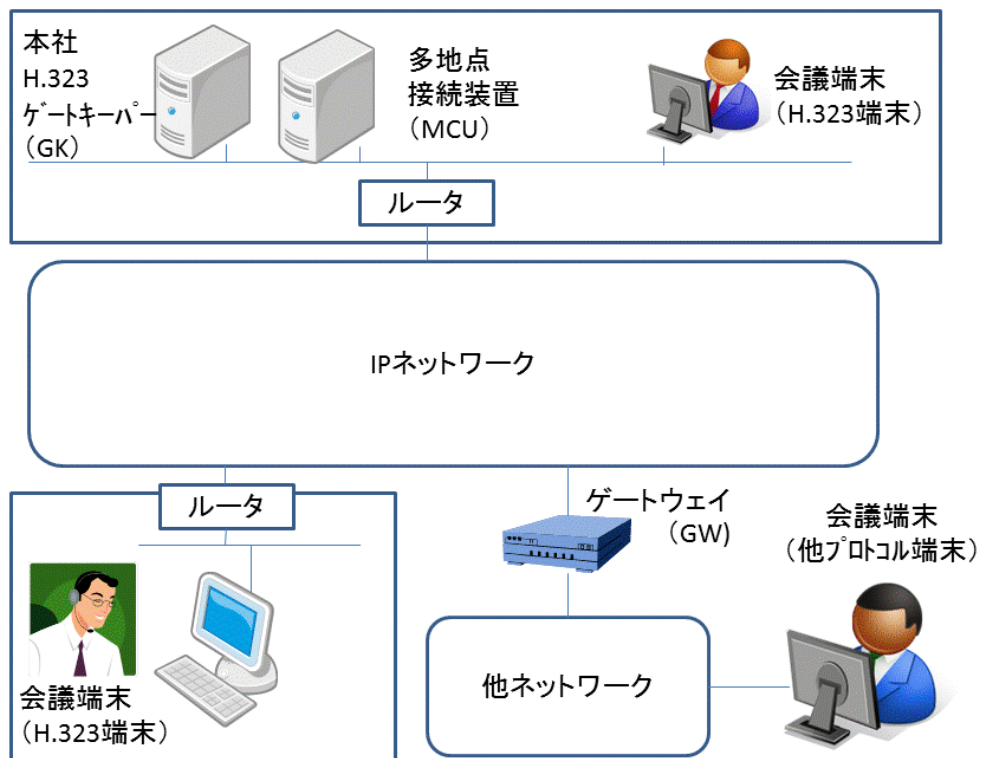 本社
H.323
ｹﾞｰﾄｷｰﾊﾟｰ
（GK）
多地点
接続装置
（MCU）
会議端末
（H.323端末）
ルータ
IPネットワーク
ルータ
ゲートウェイ
（GW)
会議端末
（他ﾌﾟﾛﾄｺﾙ端末）
会議端末
（H.323端末）
他ネットワーク